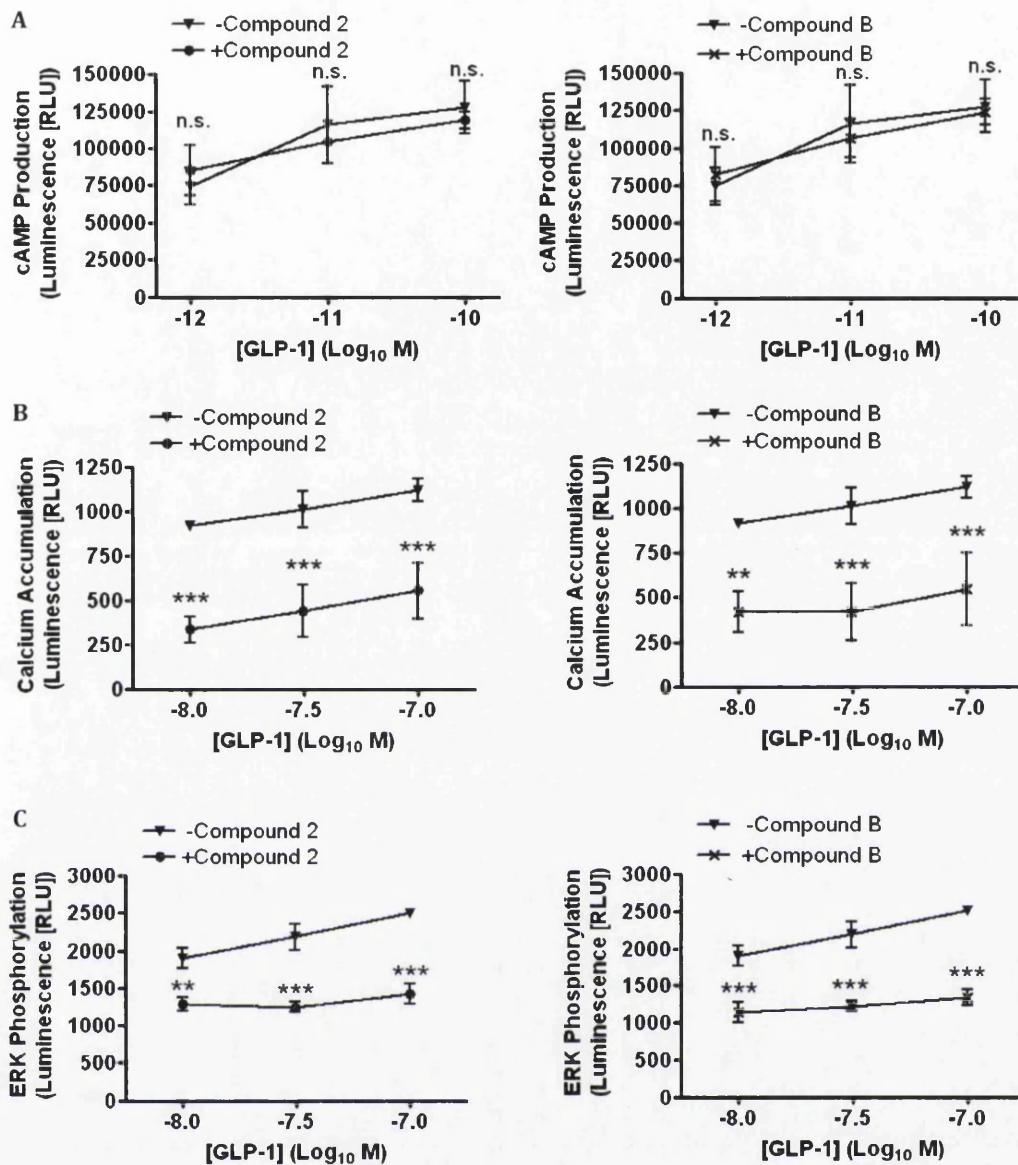 A
-Compound 2
+Compound 2
cAMP Production
(Luminescence [RLU])
150000
125000
100000
75000
50000
25000
0
n.s.
n.s.
n.s.
-12
-11
-10
[GLP-1] (Log10 M)
-Compound B
+Compound B
cAMP Production
(Luminescence [RLU])
150000
125000
100000
75000
50000
25000
0
n.s.
n.s.
n.s.
-12
-11
-10
[GLP-1] (Log10 M)
B
-Compound 2
+Compound 2
Calcium Accumulation
(Luminescence [RLU])
1250
1000
750
500
250
0
***
***
***
-8.0
-7.5
-7.0
[GLP-1] (Log10 M)
-Compound B
+Compound B
Calcium Accumulation
(Luminescence [RLU])
1250
1000
750
500
250
0
**
***
***
-8.0
-7.5
-7.0
[GLP-1] (Log10 M)
C
-Compound 2
+Compound 2
ERK Phosphorylation
(Luminescence [RLU])
3000
2500
2000
1500
1000
500
0
**
***
***
-8.0
-7.5
-7.0
[GLP-1] (Log10 M)
-Compound B
+Compound B
ERK Phosphorylation
(Luminescence [RLU])
3000
2500
2000
1500
1000
500
0
***
***
***
-8.0
-7.5
-7.0
[GLP-1] (Log10 M)